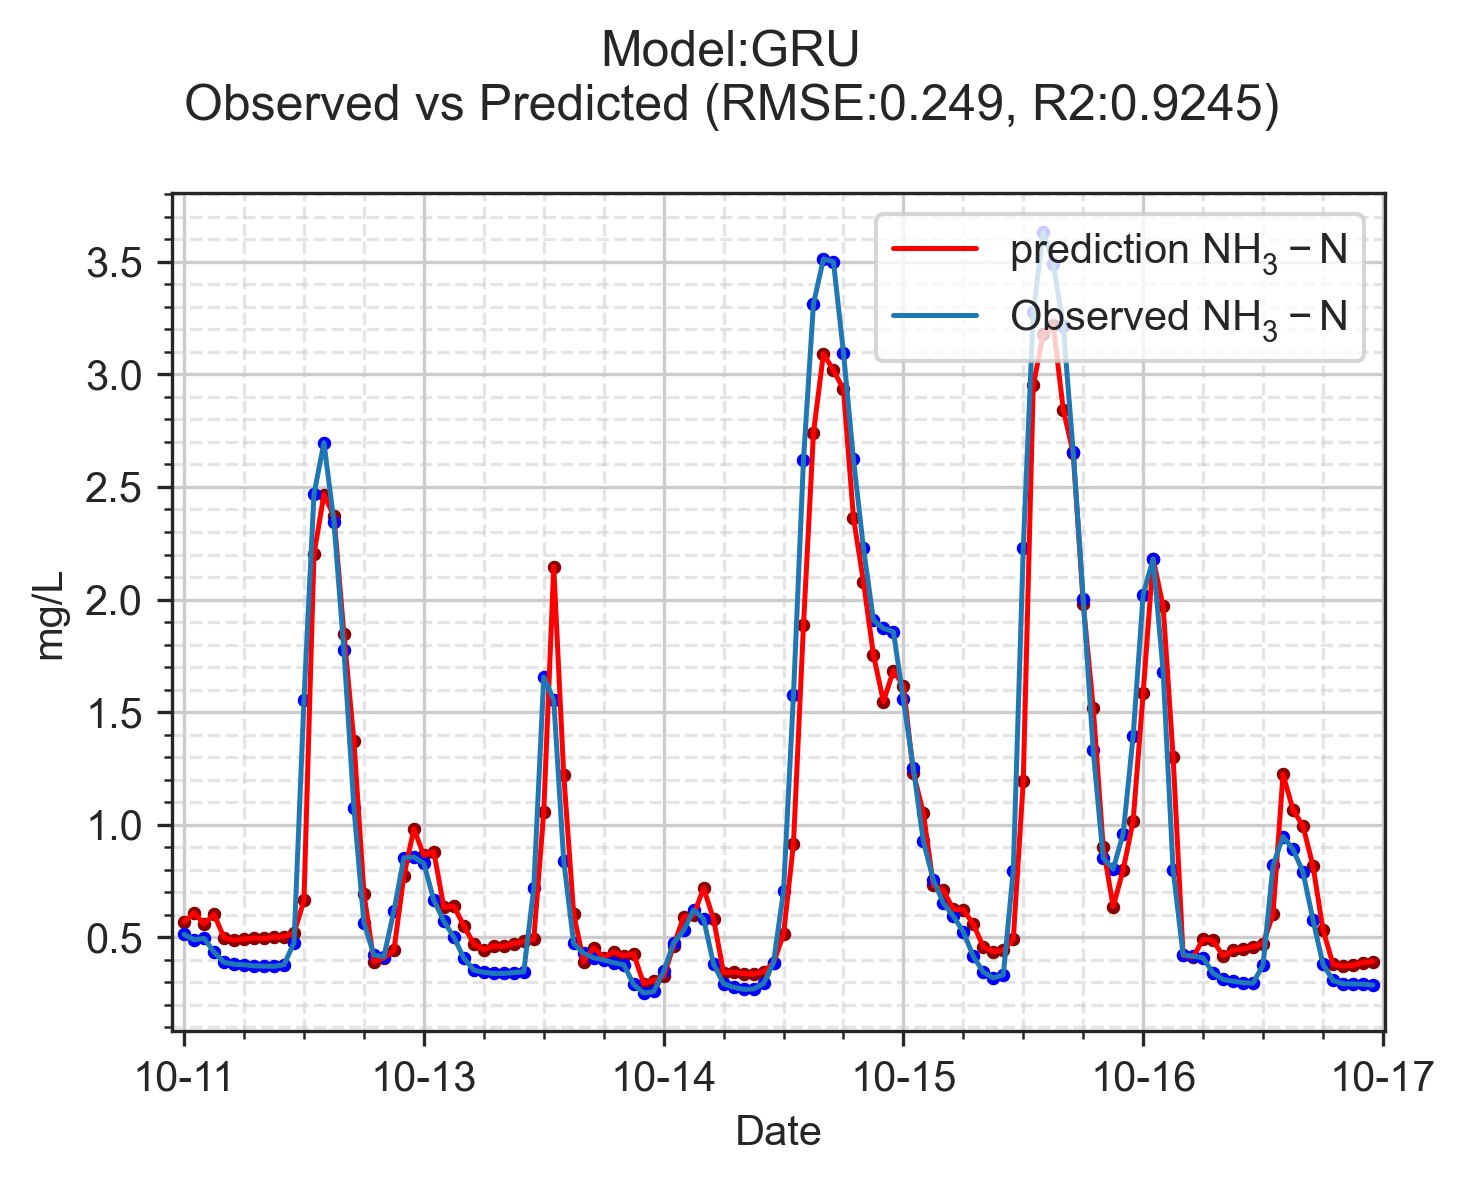 Model:GRU
Observed vs Predicted (RMSE:0.249, R2:0.9245)
prediction NH₃ − N
Observed NH₃ − N
3.5
3.0
2.5
2.0
1.5
1.0
0.5
mg/L
10-11 10-13 10-14 10-15 10-16 10-17
Date